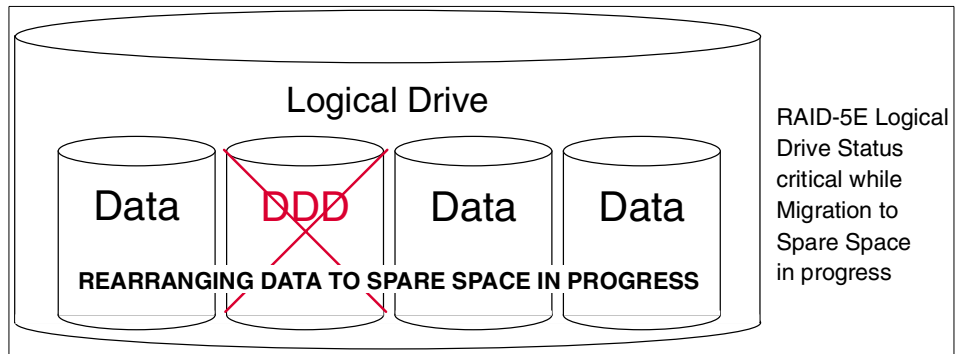 Logical Drive
Data
DDD
Data
Data
REARRANGING DATA TO SPARE SPACE IN PROGRESS
RAID-5E Logical
Drive Status
critical while
Migration to
Spare Space
in progress